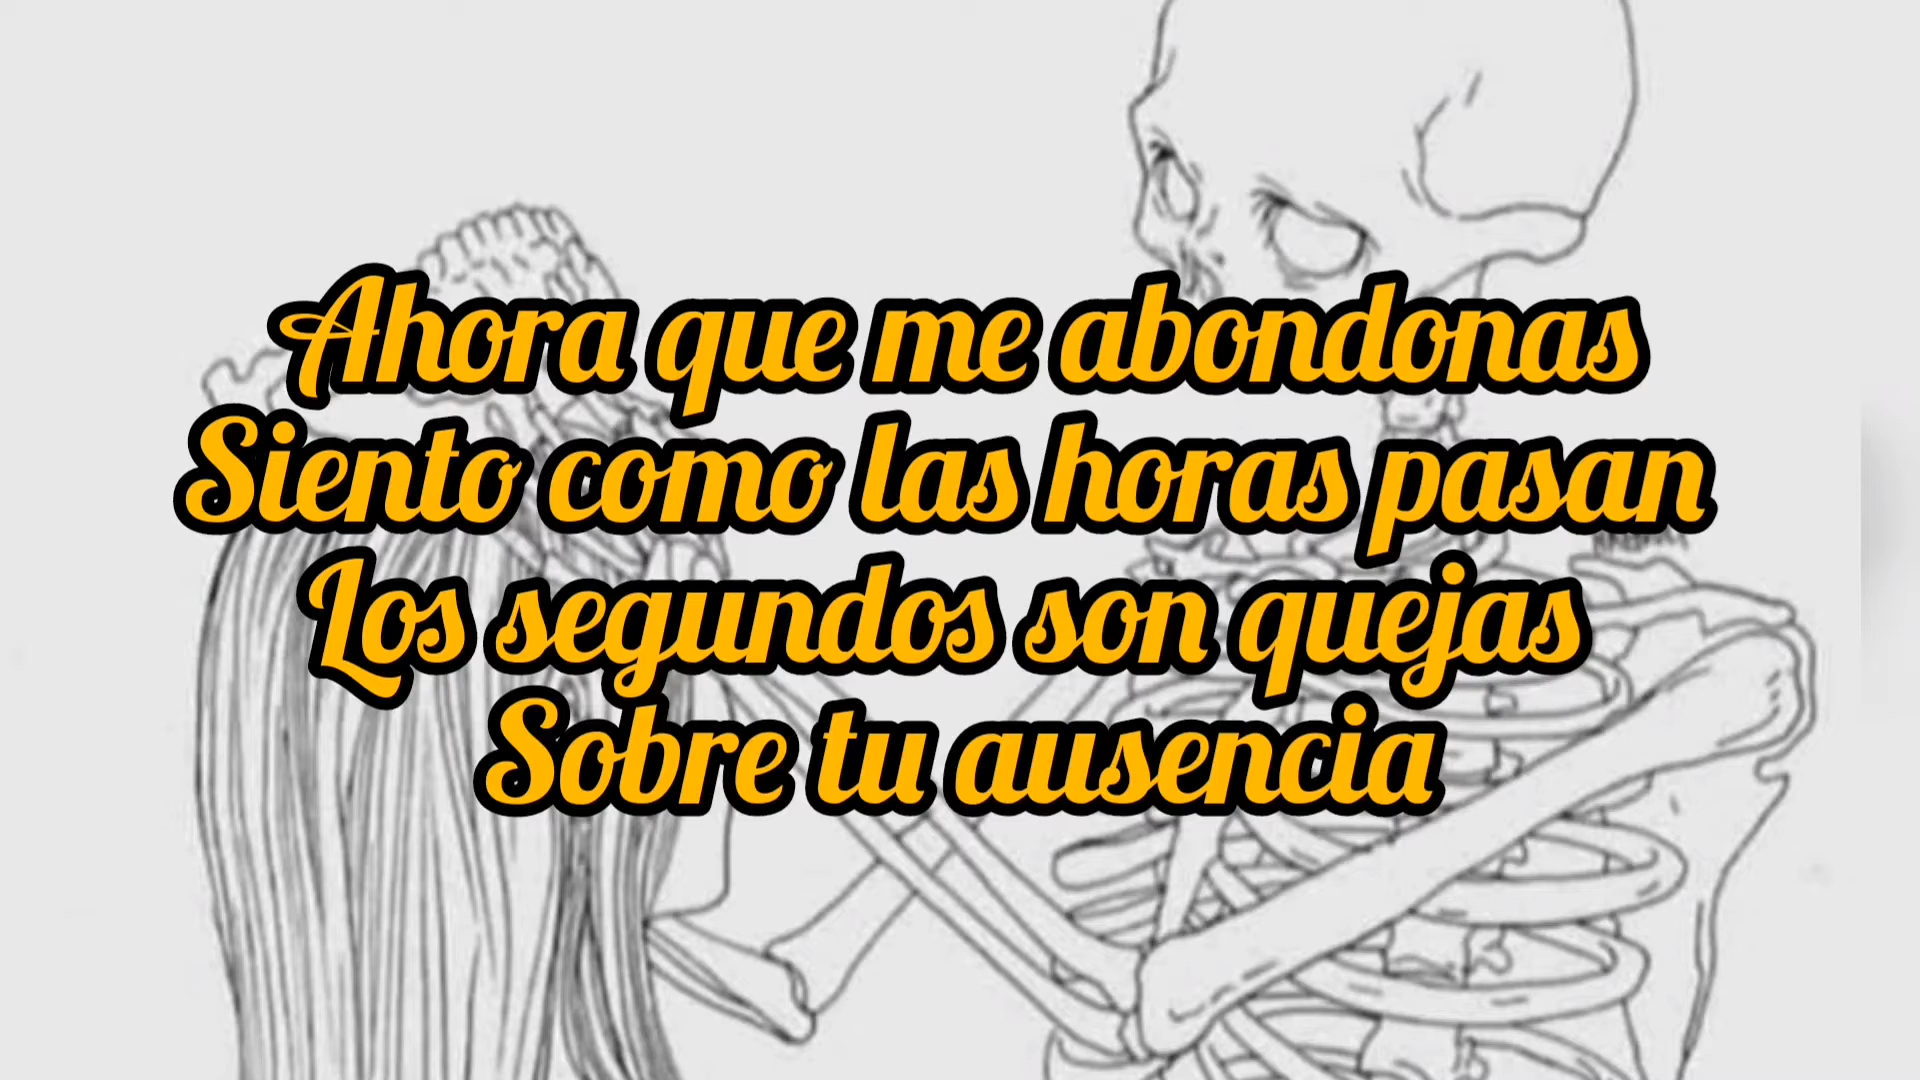 Ahora que me abondonas
Siento como las horas pasan
Los segundos son quejas
Sobre tu ausencia